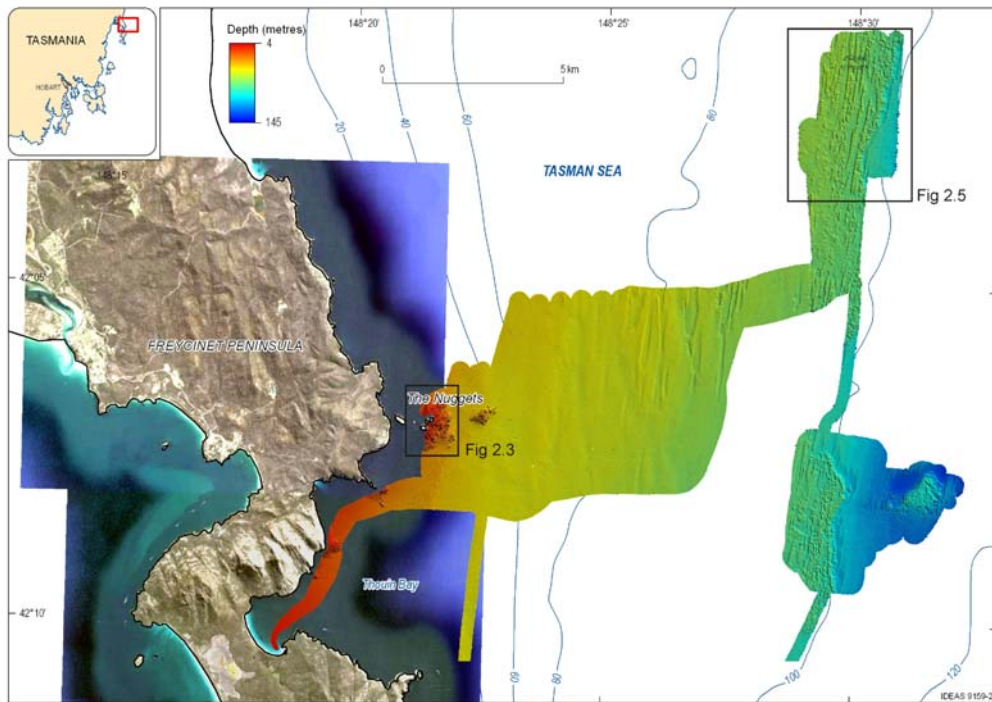 TASMANIA
HOBART
Depth (metres)
4
145
148°20'
148°25'
148°30'
0
5 km
20
40
60
80
TASMAN SEA
Fig 2.5
148°15'
42°05'
FREYCINET PENINSULA
The Nuggets
Fig 2.3
Thouin Bay
42°10'
60
80
100
120
IDEAS 9159-2